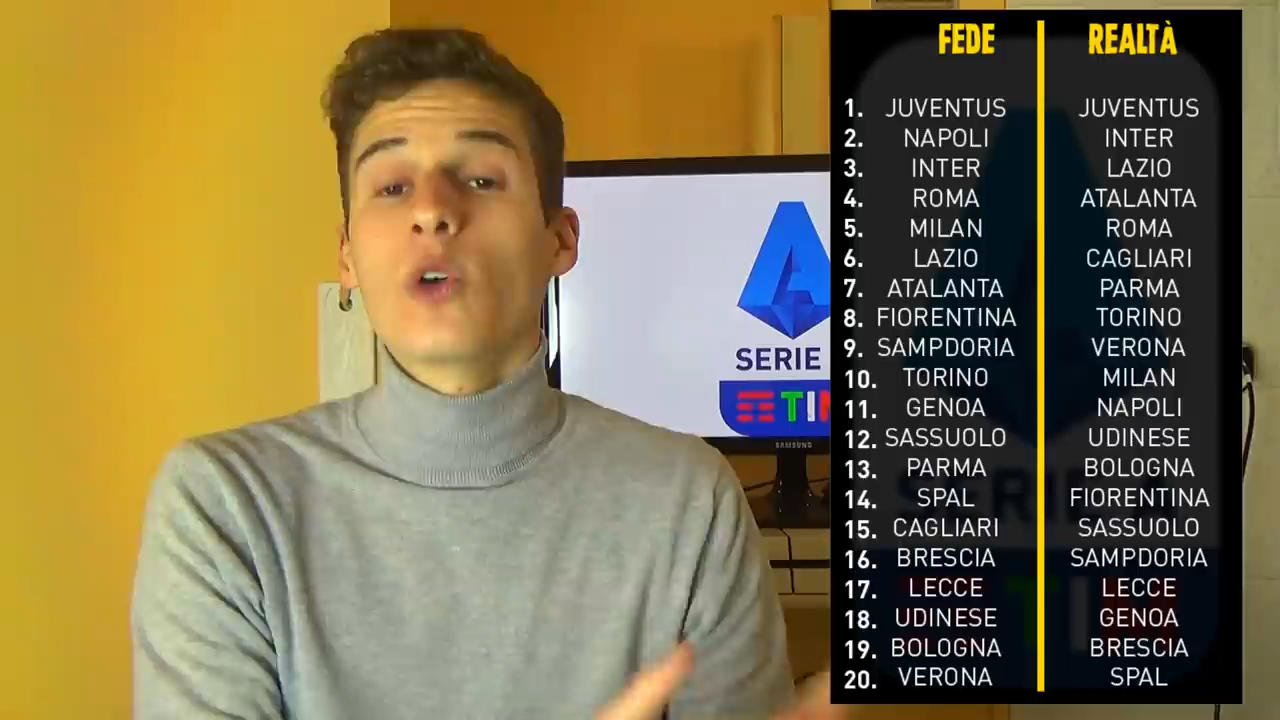 FEDE REALTÀ
1. JUVENTUS JUVENTUS
2. NAPOLI INTER
3. INTER LAZIO
4. ROMA ATALANTA
5. MILAN ROMA
6. LAZIO CAGLIARI
7. ATALANTA PARMA
8. FIORENTINA TORINO
9. SAMPDORIA VERONA
10. TORINO MILAN
11. GENOA NAPOLI
12. SASSUOLO UDINESE
13. PARMA BOLOGNA
14. SPAL FIORENTINA
15. CAGLIARI SASSUOLO
16. BRESCIA SAMPDORIA
17. LECCE LECCE
18. UDINESE GENOA
19. BOLOGNA BRESCIA
20. VERONA SPAL
SERIE
TIM
SAMSUNG